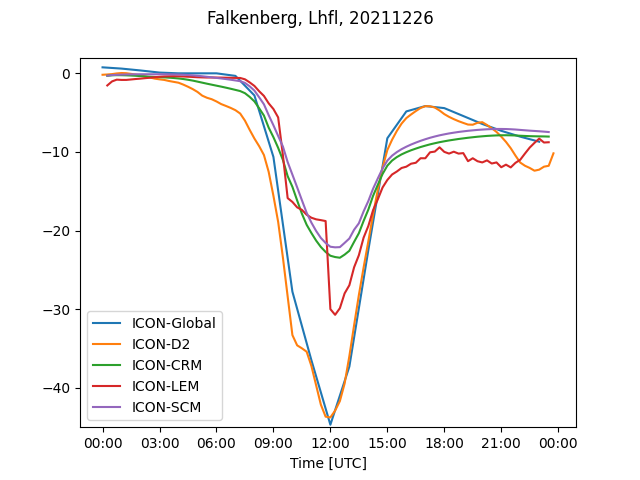 Falkenberg, Lhfl, 20211226
0
−10
−20
−30
−40
ICON-Global
ICON-D2
ICON-CRM
ICON-LEM
ICON-SCM
00:00 03:00 06:00 09:00 12:00 15:00 18:00 21:00 00:00
Time [UTC]